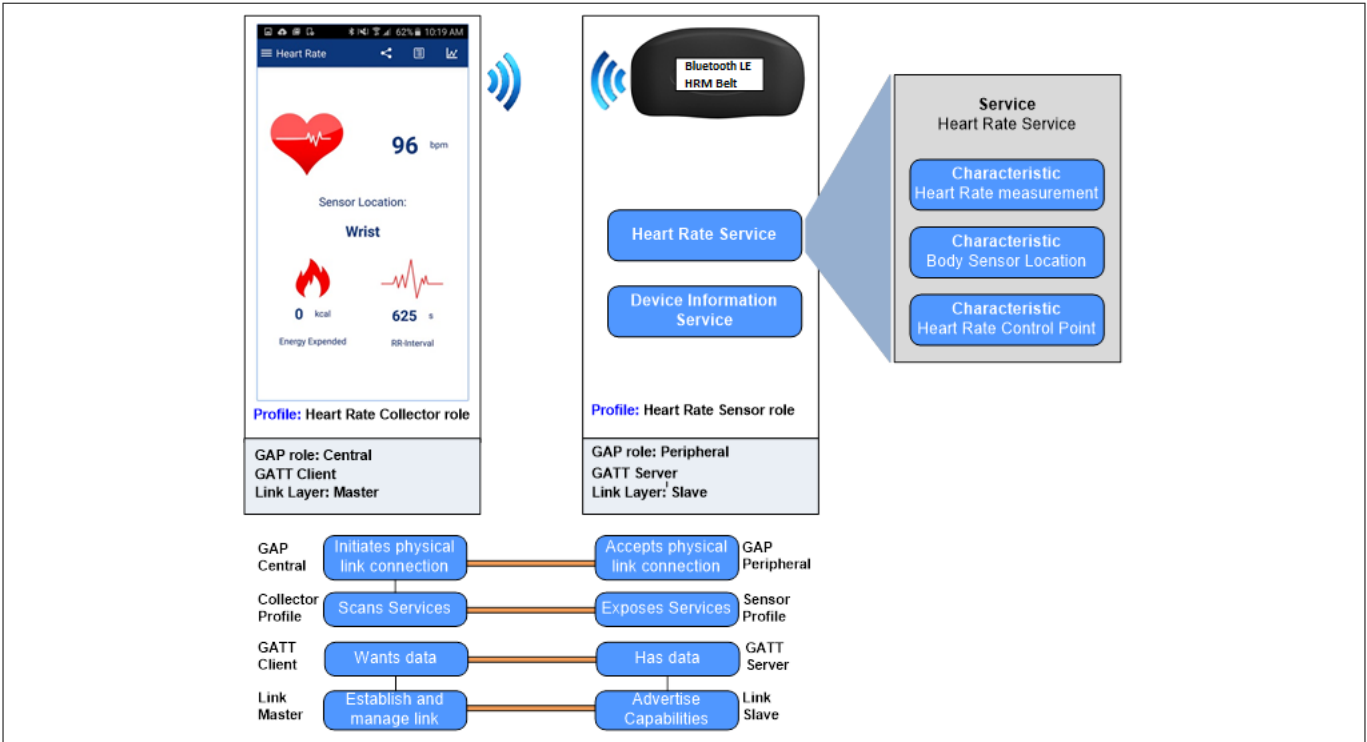 62% 10:19 AM
Heart Rate
96 bpm
Sensor Location:
Wrist
0 kcal
625 s
Energy Expended
RR-Interval
Profile: Heart Rate Collector role
GAP role: Central
GATT Client
Link Layer: Master
Bluetooth LE
HRM Belt
Heart Rate Service
Device Information
Service
Profile: Heart Rate Sensor role
GAP role: Peripheral
GATT Server
Link Layer: Slave
Service
Heart Rate Service
Characteristic
Heart Rate measurement
Characteristic
Body Sensor Location
Characteristic
Heart Rate Control Point
GAP
Central
Initiates physical
link connection
Accepts physical
link connection
GAP
Peripheral
Collector
Profile
Scans Services
Exposes Services
Sensor
Profile
GATT
Client
Wants data
Has data
GATT
Server
Link
Master
Establish and
manage link
Advertise
Capabilities
Link
Slave